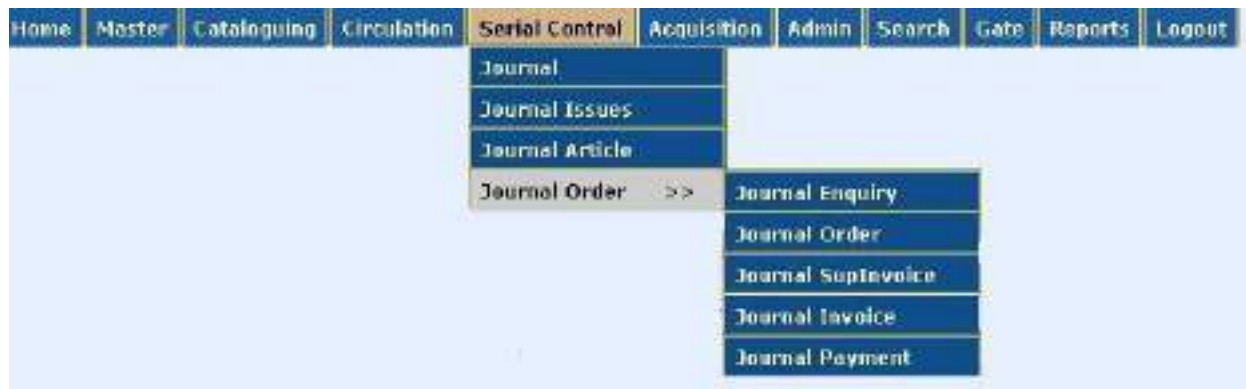 Home Master Cataloguing Circulation Serial Control Acquisition Admin Search Gate Reports Logout
Journal
Journal Issues
Journal Article
Journal Order >>
Journal Enquiry
Journal Order
Journal SupInvoice
Journal Invoice
Journal Payment